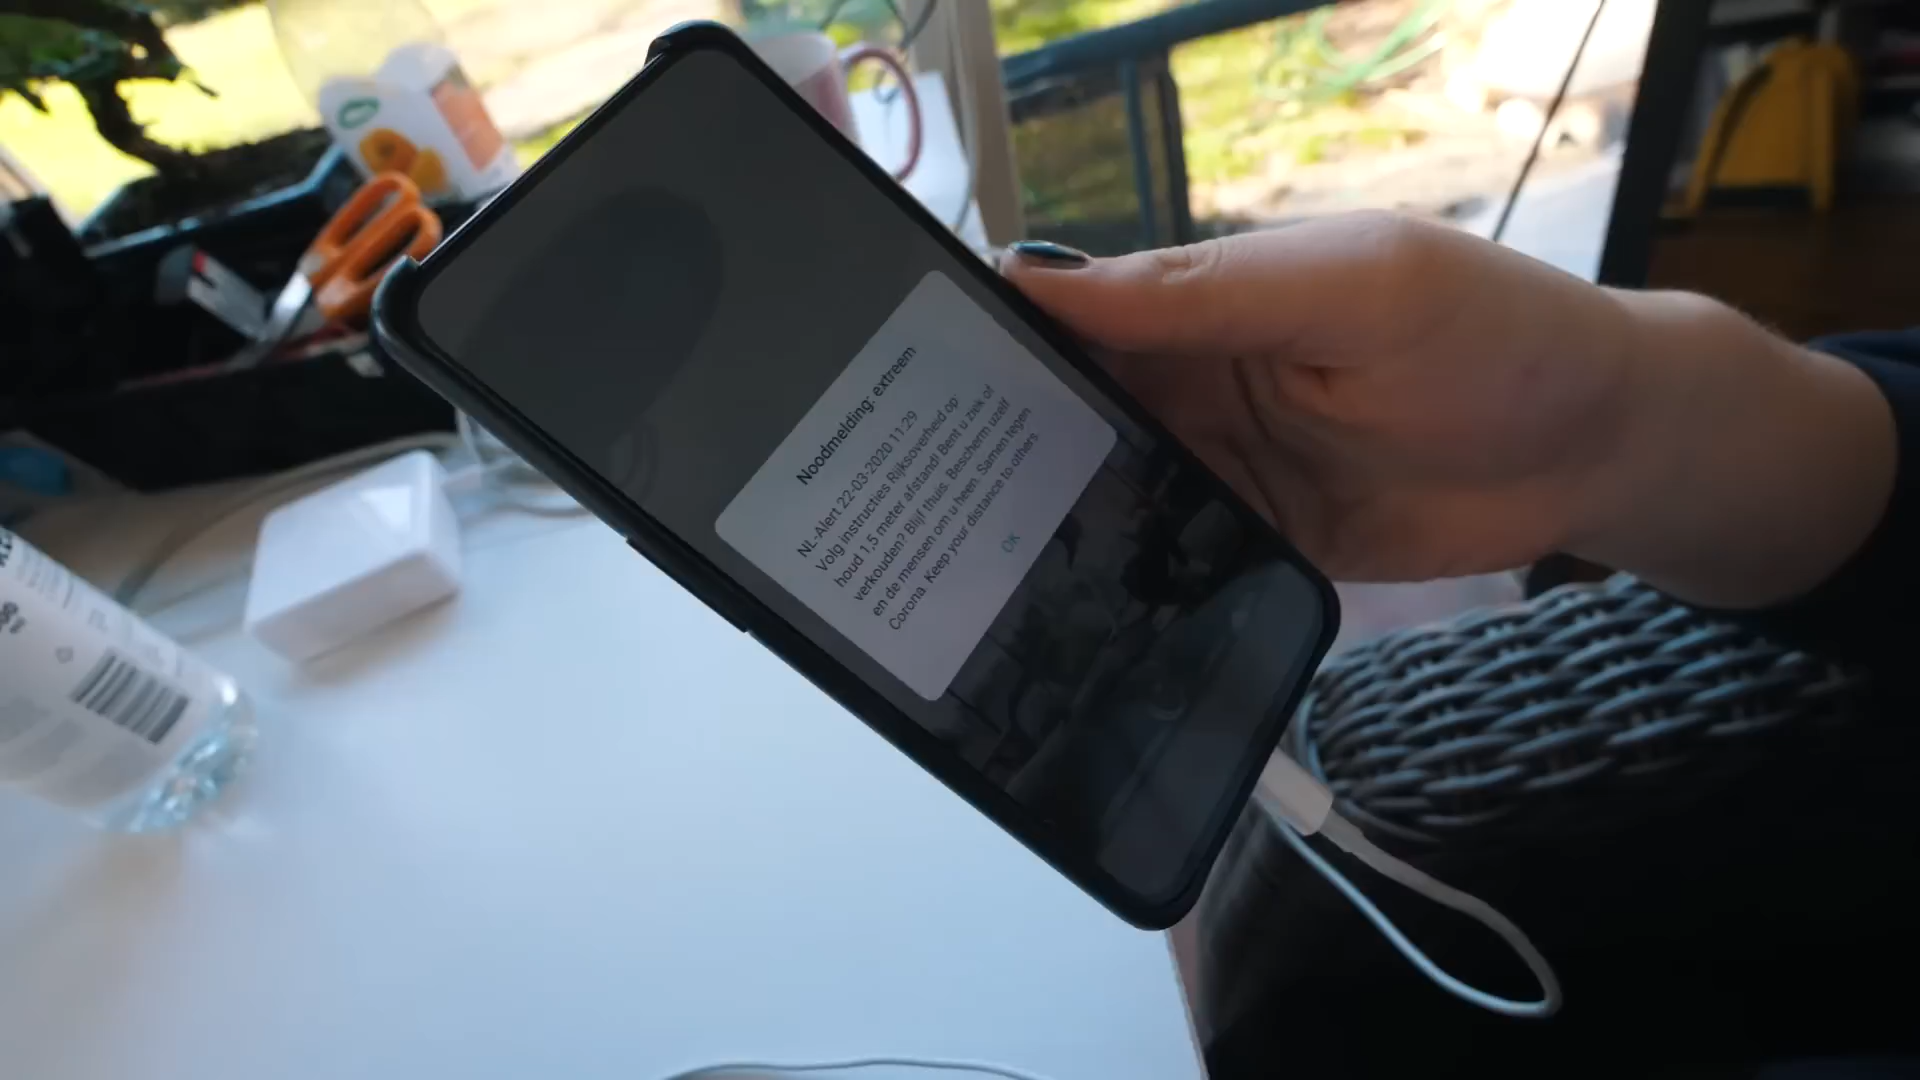 Noodmelding: extreem
NL-Alert 22-03-2020 11:29
Volg instructies Rijksoverheid op
houd 1,5 meter afstand! Bent u ziek of
verkouden? Blijf thuis. Bescherm uzelf
en de mensen om u heen. Samen tegen
Corona. Keep your distance to others.
OK